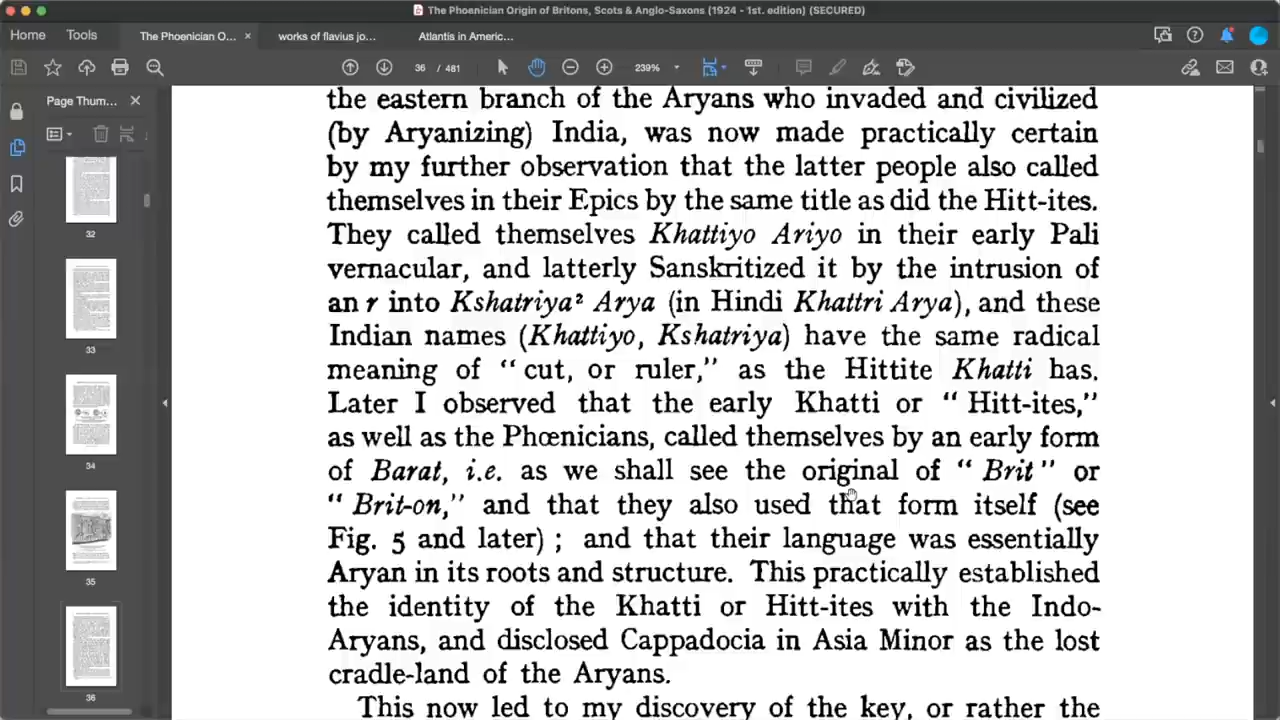 The Phoenician Origin of Britons, Scots & Anglo-Saxons (1924 - 1st. edition) (SECURED)
Home Tools The Phoenician O... × works of flavius jo... Atlantis in Americ...
36 / 481 239%
Page Thum... ×
32
33
34
35
36
the eastern branch of the Aryans who invaded and civilized
(by Aryanizing) India, was now made practically certain
by my further observation that the latter people also called
themselves in their Epics by the same title as did the Hitt-ites.
They called themselves Khattiyo Ariyo in their early Pali
vernacular, and latterly Sanskritized it by the intrusion of
an r into Kshatriya² Arya (in Hindi Khattri Arya), and these
Indian names (Khattiyo, Kshatriya) have the same radical
meaning of “cut, or ruler,” as the Hittite Khatti has.
Later I observed that the early Khatti or “Hitt-ites,”
as well as the Phœnicians, called themselves by an early form
of Barat, i.e. as we shall see the original of “Brit” or
“Brit-on,” and that they also used that form itself (see
Fig. 5 and later) ; and that their language was essentially
Aryan in its roots and structure. This practically established
the identity of the Khatti or Hitt-ites with the Indo-
Aryans, and disclosed Cappadocia in Asia Minor as the lost
cradle-land of the Aryans.
This now led to my discovery of the key, or rather the